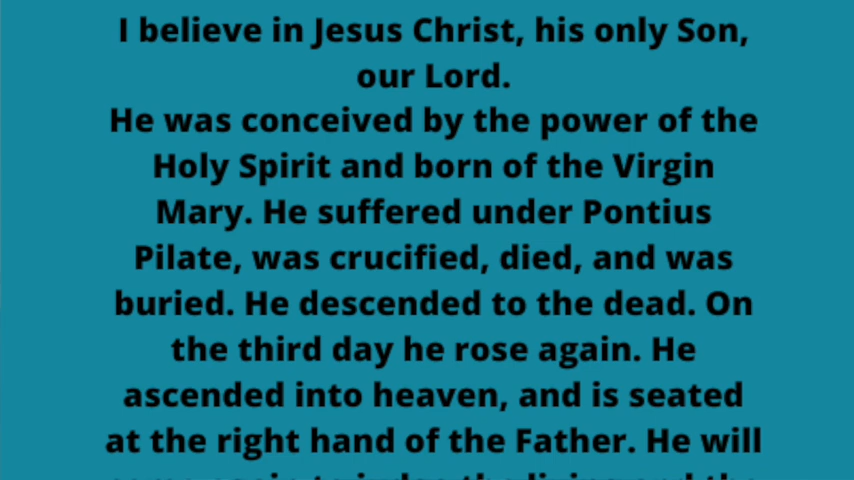 I believe in Jesus Christ, his only Son,
our Lord.
He was conceived by the power of the
Holy Spirit and born of the Virgin
Mary. He suffered under Pontius
Pilate, was crucified, died, and was
buried. He descended to the dead. On
the third day he rose again. He
ascended into heaven, and is seated
at the right hand of the Father. He will